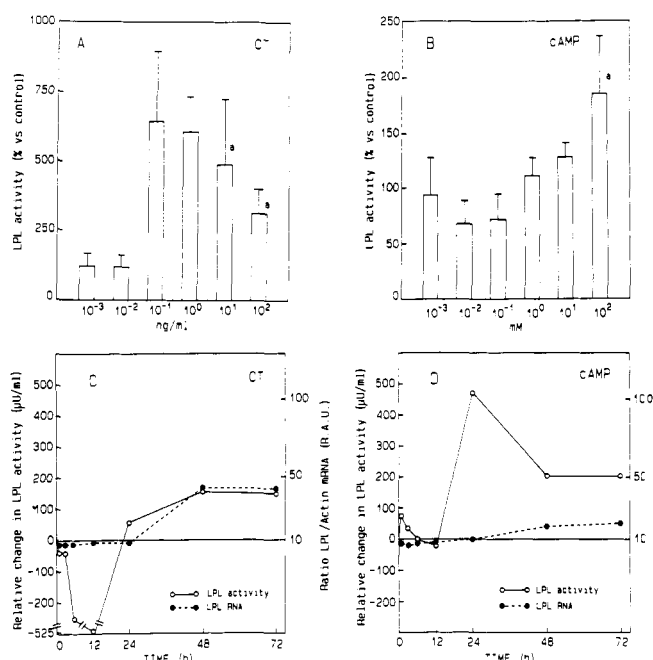 A
CT
LPL activity (% vs control)
1000
750
500
250
0
a
a
10-3 10-2 10-1 100 101 102
ng/ml
B
cAMP
LPL activity (% vs control)
250
200
150
100
50
0
a
10-3 10-2 10-1 100 101 102
mM
C
CT
Relative change in LPL activity (µU/ml)
500
400
300
200
100
0
-100
-200
-525
100
50
10
Ratio LPL/Actin mRNA (R.A.U.)
LPL activity
LPL RNA
0 12 24 48 72
TIME (h)
D
cAMP
Relative change in LPL activity (µU/ml)
500
400
300
200
100
0
-100
-200
100
50
10
LPL activity
LPL RNA
0 6 12 24 48 72
TIME (h)